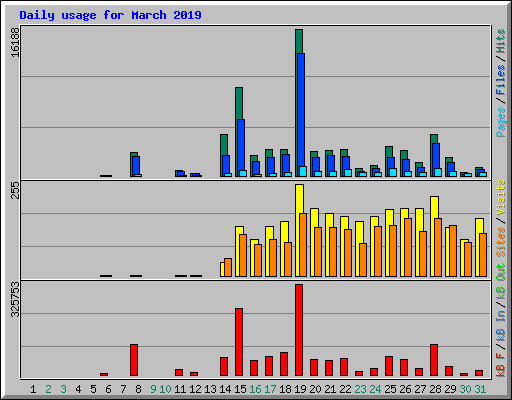 Daily usage for March 2019
16188
Pages / Files / Hits
255
Sites / Visits
325753
kB F / kB In / kB Out
1 2 3 4 5 6 7 8 9 10 11 12 13 14 15 16 17 18 19 20 21 22 23 24 25 26 27 28 29 30 31